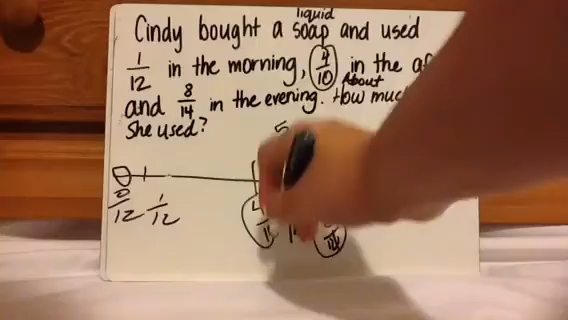 liquid
Cindy bought a soap and used
1/12 in the morning, 4/10 in the
About
and 8/14 in the evening. How much
she used?
0/12 1/12